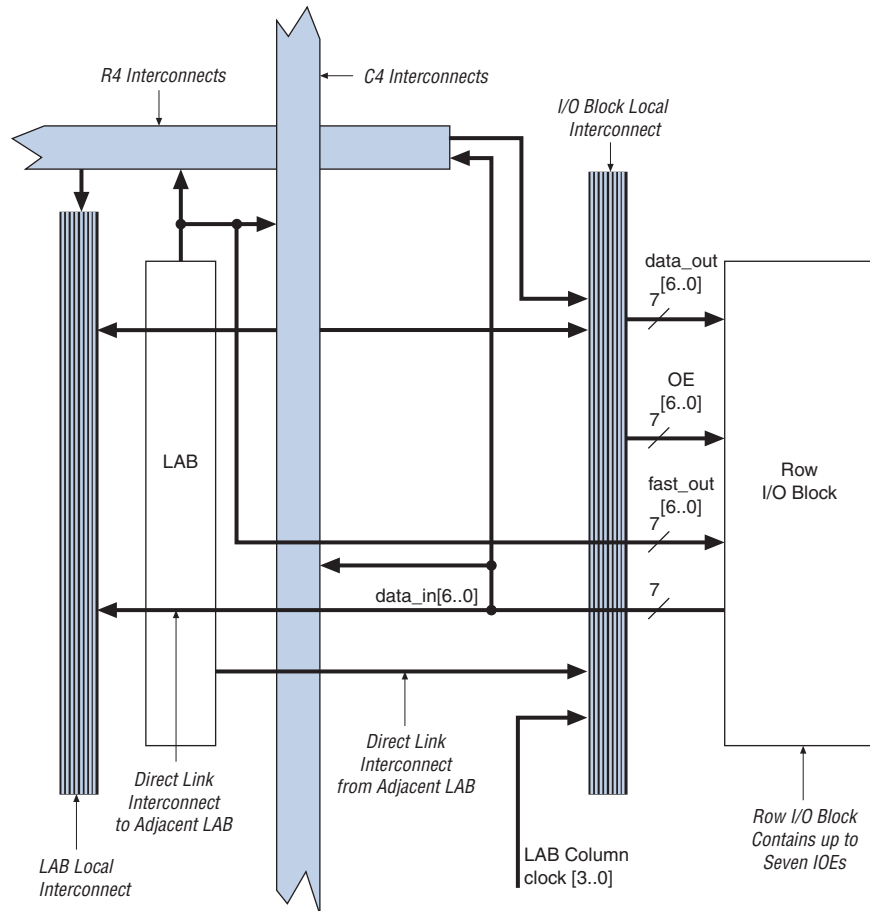 R4 Interconnects
C4 Interconnects
I/O Block Local
Interconnect
data_out
[6..0]
7
OE
[6..0]
7
LAB
Row
I/O Block
fast_out
[6..0]
7
7
data_in[6..0]
Direct Link
Interconnect
to Adjacent LAB
Direct Link
Interconnect
from Adjacent LAB
Row I/O Block
Contains up to
Seven IOEs
LAB Local
Interconnect
LAB Column
clock [3..0]